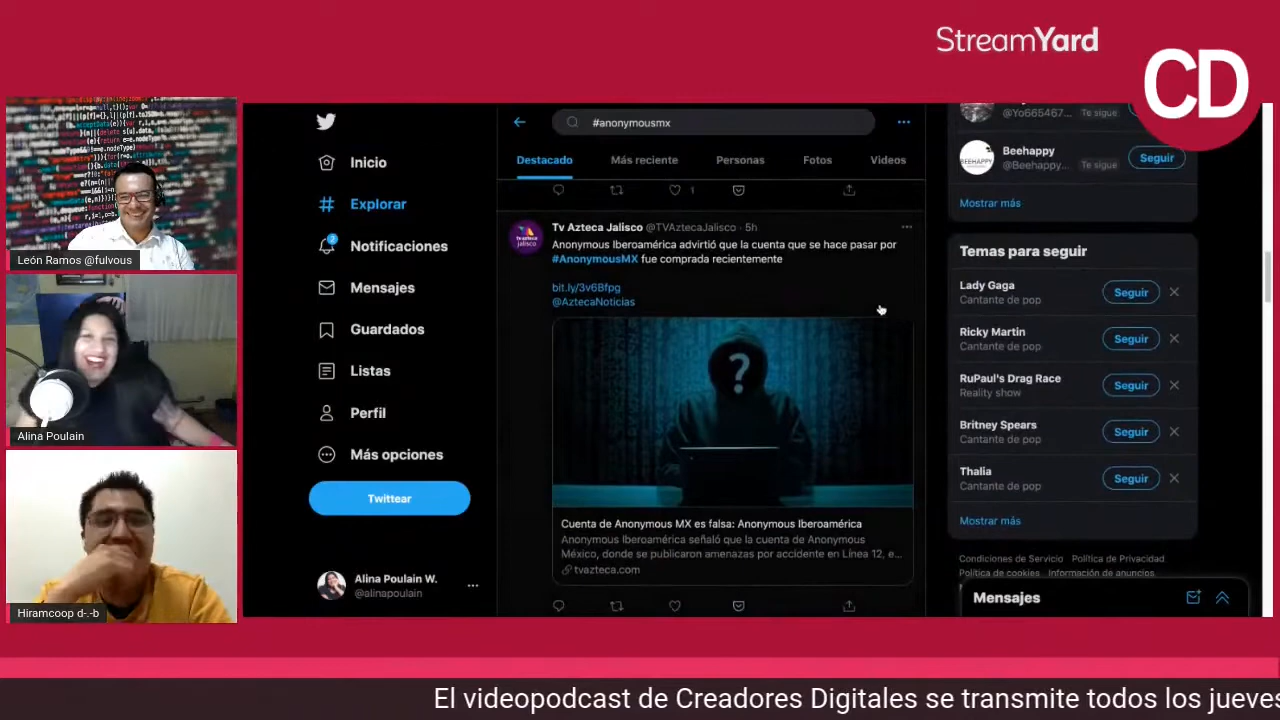 StreamYard
CD
León Ramos @fulvous
Alina Poulain
Hiramcoop d-.-b
Inicio
Explorar
2
Notificaciones
Mensajes
Guardados
Listas
Perfil
Más opciones
Twittear
Alina Poulain W.
@alinapoulain
#anonymousmx
Destacado
Más reciente
Personas
Fotos
Videos
1
Tv Azteca Jalisco @TVAztecaJalisco · 5h
Anonymous Iberoamérica advirtió que la cuenta que se hace pasar por
#AnonymousMX fue comprada recientemente
bit.ly/3v6Bfpg
@AztecaNoticias
?
Cuenta de Anonymous MX es falsa: Anonymous Iberoamérica
Anonymous Iberoamérica señaló que la cuenta de Anonymous
México, donde se publicaron amenazas por accidente en Línea 12, e...
tvazteca.com
@Yo665467...
Te sigue
BEEHAPPY
Beehappy
@Beehappy...
Te sigue
Seguir
Mostrar más
Temas para seguir
Lady Gaga
Cantante de pop
Seguir
Ricky Martin
Cantante de pop
Seguir
RuPaul's Drag Race
Reality show
Seguir
Britney Spears
Cantante de pop
Seguir
Thalia
Cantante de pop
Seguir
Mostrar más
Condiciones de Servicio Política de Privacidad
Política de cookies Información de anuncios
Mensajes
El videopodcast de Creadores Digitales se transmite todos los jueves